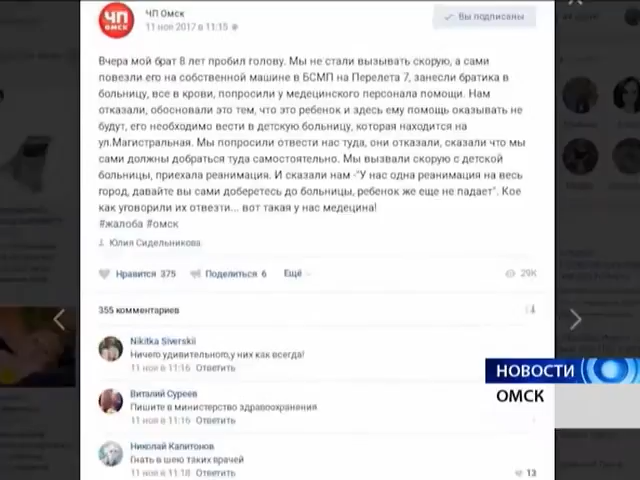 ЧП ОМСК
ЧП Омск
11 ноя 2017 в 11:15
Вы подписаны
Вчера мой брат 8 лет пробил голову. Мы не стали вызывать скорую, а сами
повезли его на собственной машине в БСМП на Перелета 7, занесли братика в
больницу, все в крови, попросили у медицинского персонала помощи. Нам
отказали, обосновали это тем, что это ребенок и здесь ему помощь оказывать не
будут, его необходимо вести в детскую больницу, которая находится на
ул.Магистральная. Мы попросили отвести нас туда, они отказали, сказали что мы
сами должны добраться туда самостоятельно. Мы вызвали скорую с детской
больницы, приехала реанимация. И сказали нам -"У нас одна реанимация на весь
город, давайте вы сами доберетесь до больницы, ребенок же еще не падает". Кое
как уговорили их отвезти... вот такая у нас медецина!
#жалоба #омск
Юлия Сидельникова
Нравится 375
Поделиться 6
Ещё
29K
355 комментариев
Nikitka Siverskii
Ничего удивительного,у них как всегда!
11 ноя в 11:16 Ответить
Виталий Суреев
Пишите в министерство здравоохранения
11 ноя в 11:16 Ответить
Николай Капитонов
Гнать в шею таких врачей
11 ноя в 11:18 Ответить
13
НОВОСТИ
ОМСК